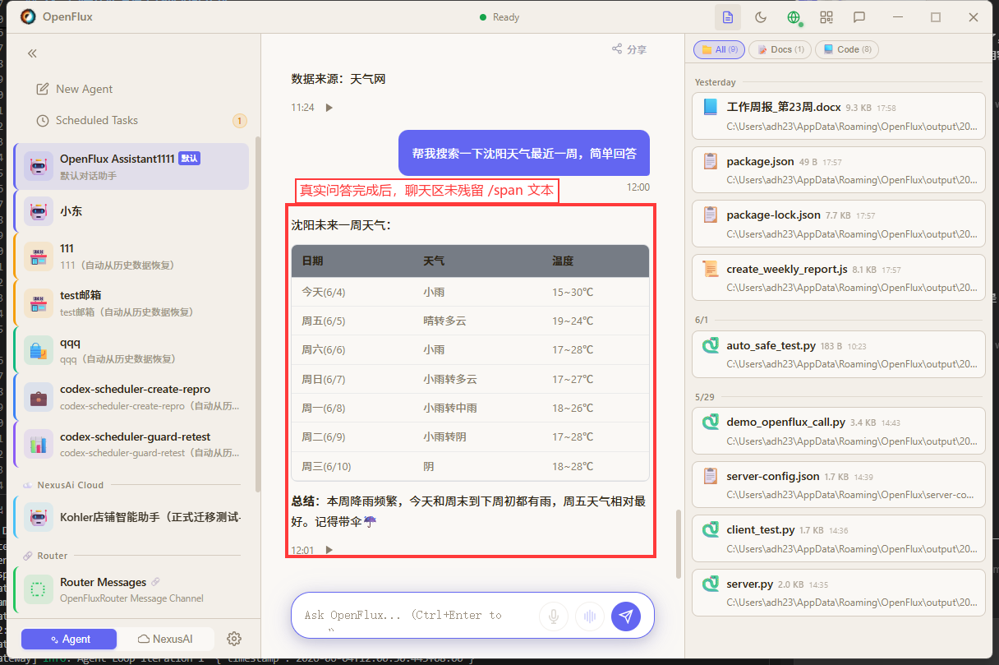 OpenFlux
Ready
New Agent
Scheduled Tasks 1
OpenFlux Assistant1111 默认
默认对话助手
小东
111
111（自动从历史数据恢复）
test邮箱
test邮箱（自动从历史数据恢复）
qqq
qqq（自动从历史数据恢复）
codex-scheduler-create-repro
codex-scheduler-create-repro（自动从历...
codex-scheduler-guard-retest
codex-scheduler-guard-retest（自动从历...
NexusAi Cloud
Kohler店铺智能助手（正式迁移测试-
Router
Router Messages
OpenFluxRouter Message Channel
Agent
NexusAI
分享
数据来源：天气网
11:24
帮我搜索一下沈阳天气最近一周，简单回答
12:00
真实问答完成后，聊天区未残留 /span 文本
沈阳未来一周天气：
日期 天气 温度
今天(6/4) 小雨 15~30℃
周五(6/5) 晴转多云 19~24℃
周六(6/6) 小雨 17~28℃
周日(6/7) 小雨转多云 17~27℃
周一(6/8) 小雨转中雨 18~26℃
周二(6/9) 小雨转阴 17~28℃
周三(6/10) 阴 18~28℃
总结：本周降雨频繁，今天和周末到下周初都有雨，周五天气相对最
好。记得带伞☂️
12:01
Ask OpenFlux... (Ctrl+Enter to
All (9) Docs (1) Code (8)
Yesterday
工作周报_第23周.docx 9.3 KB 17:58
C:\Users\adh23\AppData\Roaming\OpenFlux\output\20...
package.json 49 B 17:57
C:\Users\adh23\AppData\Roaming\OpenFlux\output\20...
package-lock.json 7.7 KB 17:57
C:\Users\adh23\AppData\Roaming\OpenFlux\output\20...
create_weekly_report.js 8.1 KB 17:57
C:\Users\adh23\AppData\Roaming\OpenFlux\output\20...
6/1
auto_safe_test.py 183 B 10:23
C:\Users\adh23\AppData\Roaming\OpenFlux\output\20...
5/29
demo_openflux_call.py 3.4 KB 14:43
C:\Users\adh23\AppData\Roaming\OpenFlux\output\20...
server-config.json 1.7 KB 14:39
C:\Users\adh23\AppData\Roaming\OpenFlux\server-co...
client_test.py 1.7 KB 14:36
C:\Users\adh23\AppData\Roaming\OpenFlux\output\20...
server.py 2.0 KB 14:35
C:\Users\adh23\AppData\Roaming\OpenFlux\output\20...